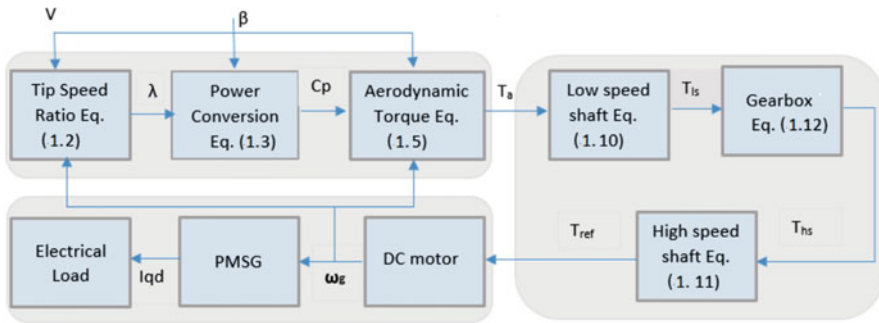 V
β
Tip Speed
Ratio Eq.
(1.2)
λ
Power
Conversion
Eq. (1.3)
Cp
Aerodynamic
Torque Eq.
(1.5)
Ta
Low speed
shaft Eq.
(1. 10)
Tls
Gearbox
Eq. (1.12)
Electrical
Load
Iqd
PMSG
ωg
DC motor
Tref
High speed
shaft Eq.
(1. 11)
Ths